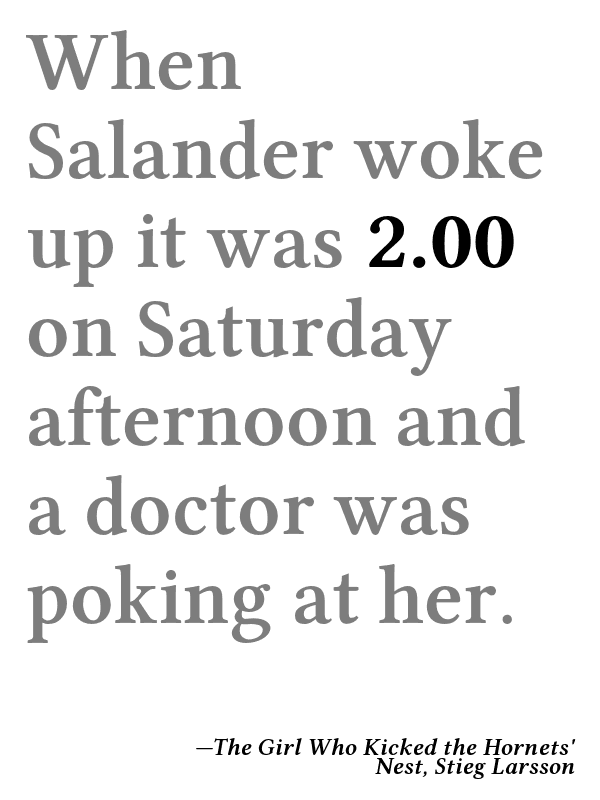 When
Salander woke
up it was 2.00
on Saturday
afternoon and
a doctor was
poking at her.
—The Girl Who Kicked the Hornets'
Nest, Stieg Larsson